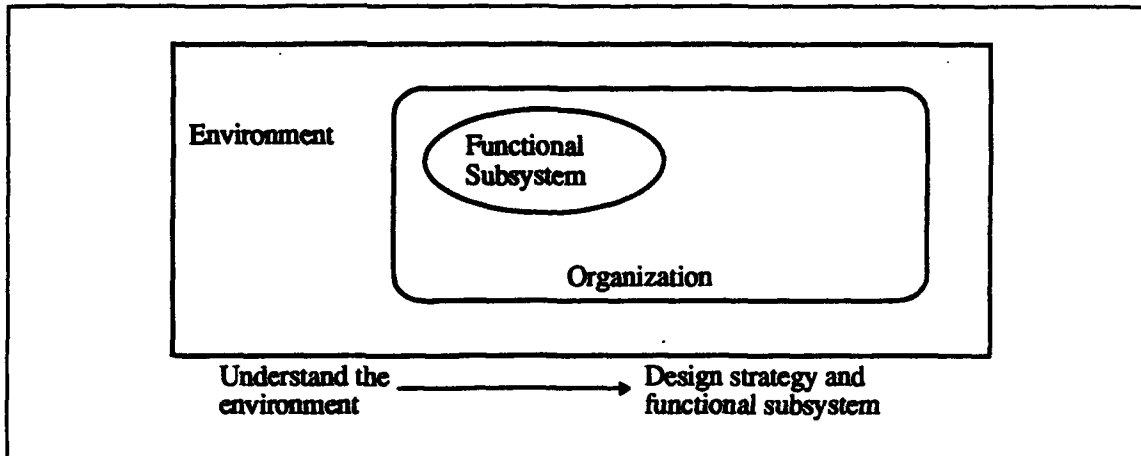 Environment
Functional
Subsystem
Organization
Understand the
environment
Design strategy and
functional subsystem